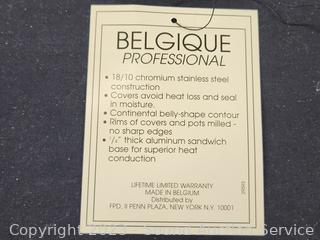 BELGIQUE
PROFESSIONAL
• 18/10 chromium stainless steel
construction
• Covers avoid heat loss and seal
in moisture.
• Continental belly-shape contour
• Rims of covers and pots milled -
no sharp edges
• ¼" thick aluminum sandwich
base for superior heat
conduction
LIFETIME LIMITED WARRANTY
MADE IN BELGIUM
Distributed by
FPD, II PENN PLAZA, NEW YORK N.Y. 10001
Copyright 2023